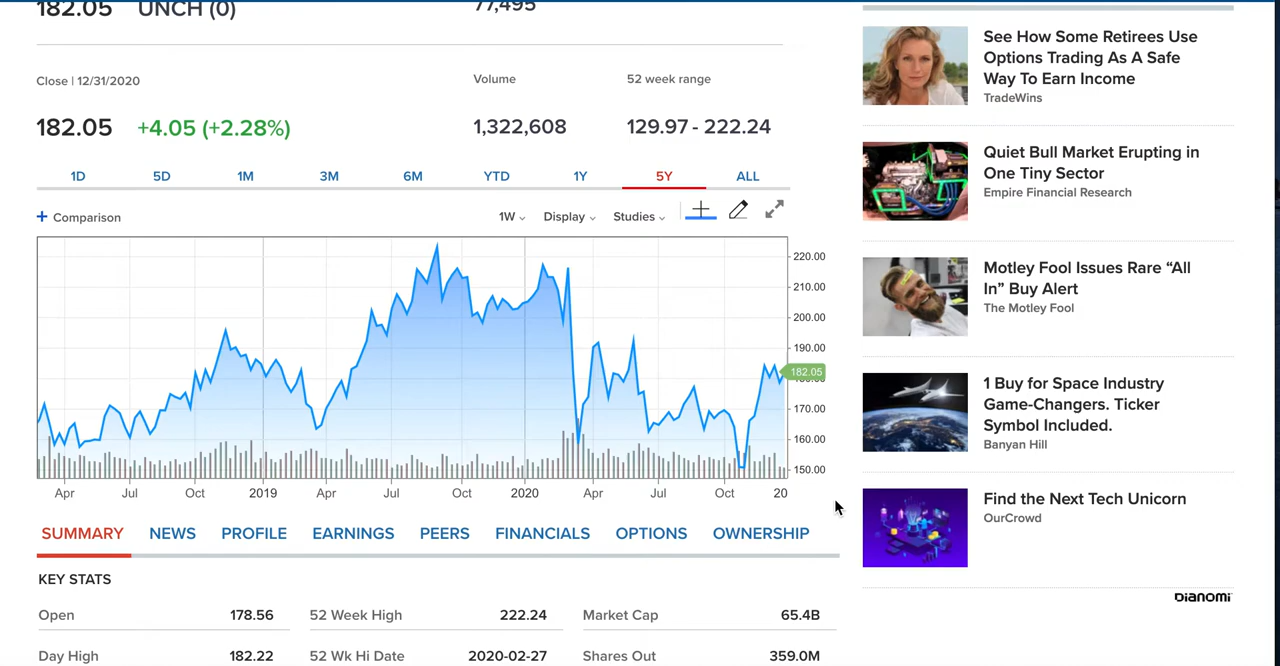 182.05 UNCH (0) 77,495
Close | 12/31/2020 Volume 52 week range
182.05 +4.05 (+2.28%) 1,322,608 129.97 - 222.24
1D 5D 1M 3M 6M YTD 1Y 5Y ALL
+ Comparison 1W Display Studies
220.00
210.00
200.00
190.00
182.05
180.00
170.00
160.00
150.00
Apr Jul Oct 2019 Apr Jul Oct 2020 Apr Jul Oct 20
SUMMARY NEWS PROFILE EARNINGS PEERS FINANCIALS OPTIONS OWNERSHIP
KEY STATS
Open 178.56 52 Week High 222.24 Market Cap 65.4B
Day High 182.22 52 Wk Hi Date 2020-02-27 Shares Out 359.0M
See How Some Retirees Use
Options Trading As A Safe
Way To Earn Income
TradeWins
Quiet Bull Market Erupting in
One Tiny Sector
Empire Financial Research
Motley Fool Issues Rare “All
In” Buy Alert
The Motley Fool
1 Buy for Space Industry
Game-Changers. Ticker
Symbol Included.
Banyan Hill
Find the Next Tech Unicorn
OurCrowd
DIANOMI